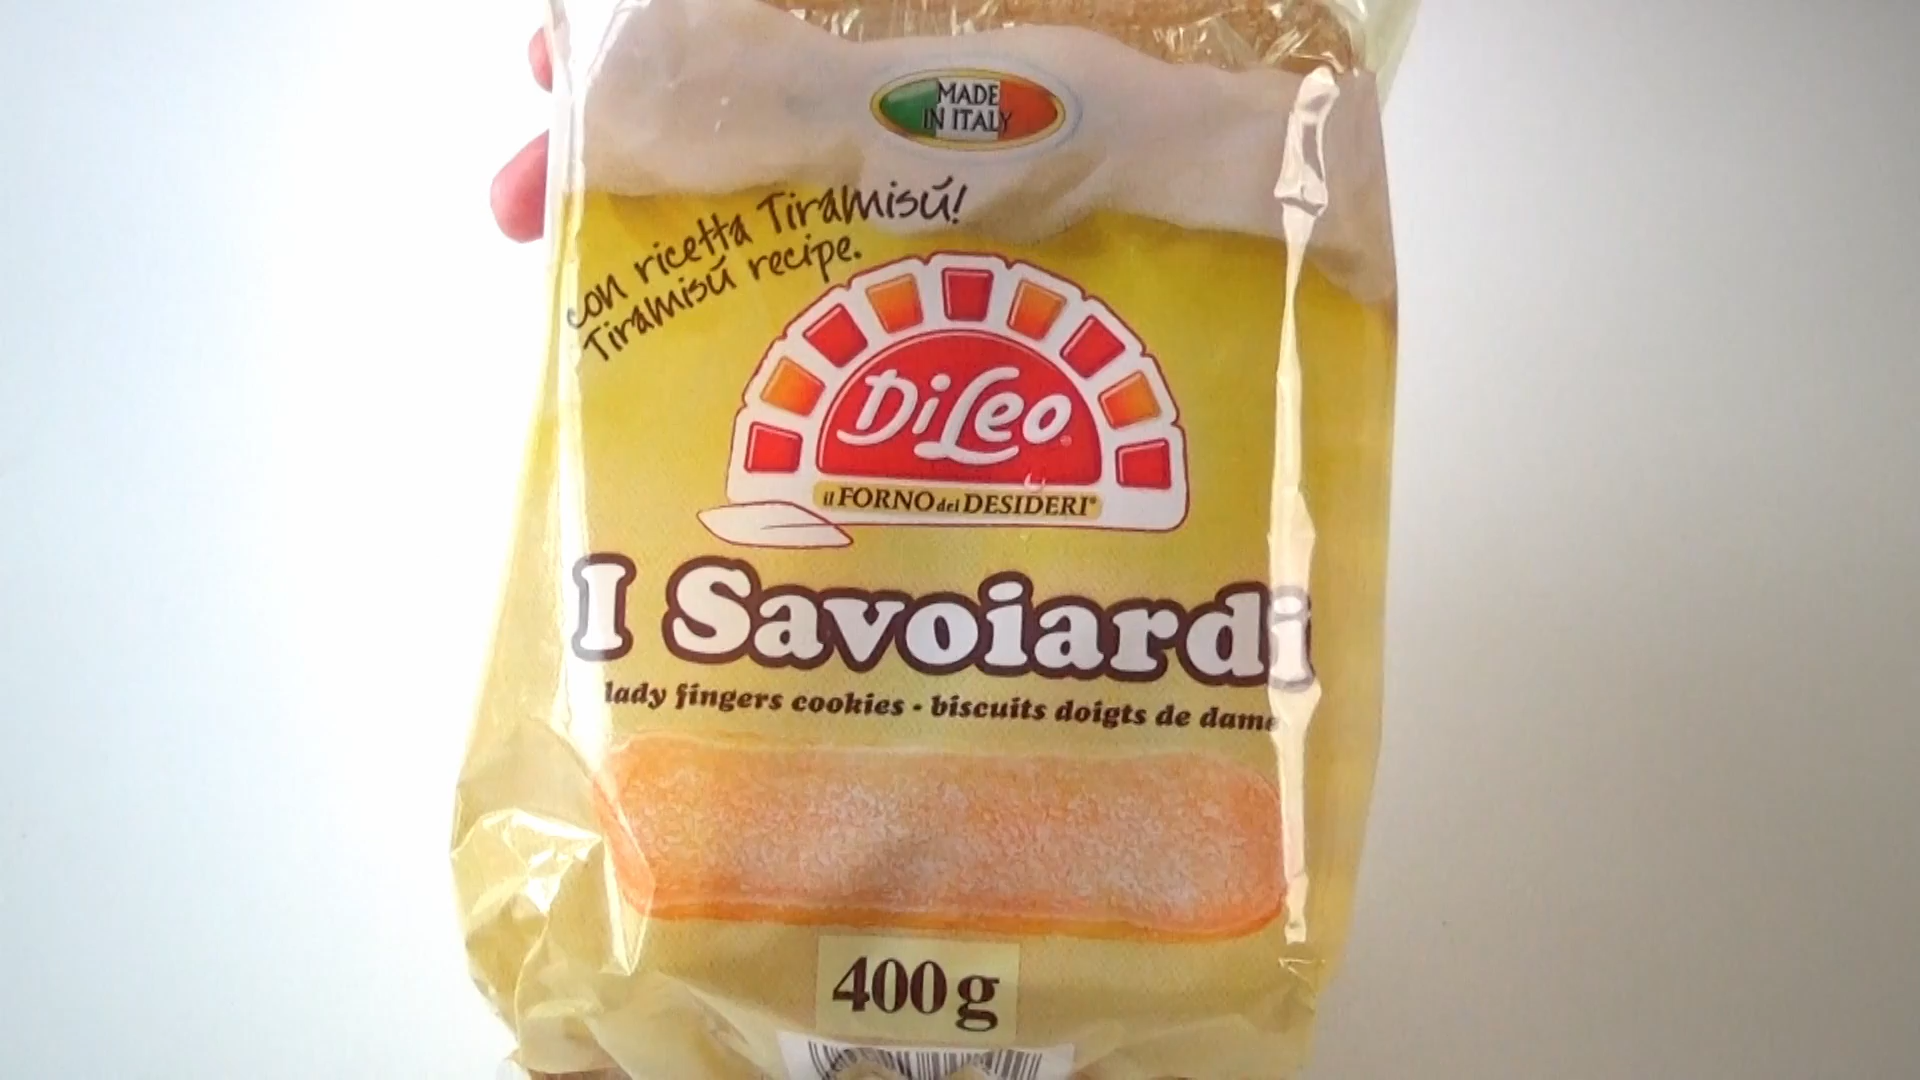 MADE
IN ITALY
con ricetta Tiramisú!
Tiramisú recipe.
DiLeo
il FORNO dei DESIDERI®
I Savoiardi
lady fingers cookies - biscuits doigts de dame
400 g